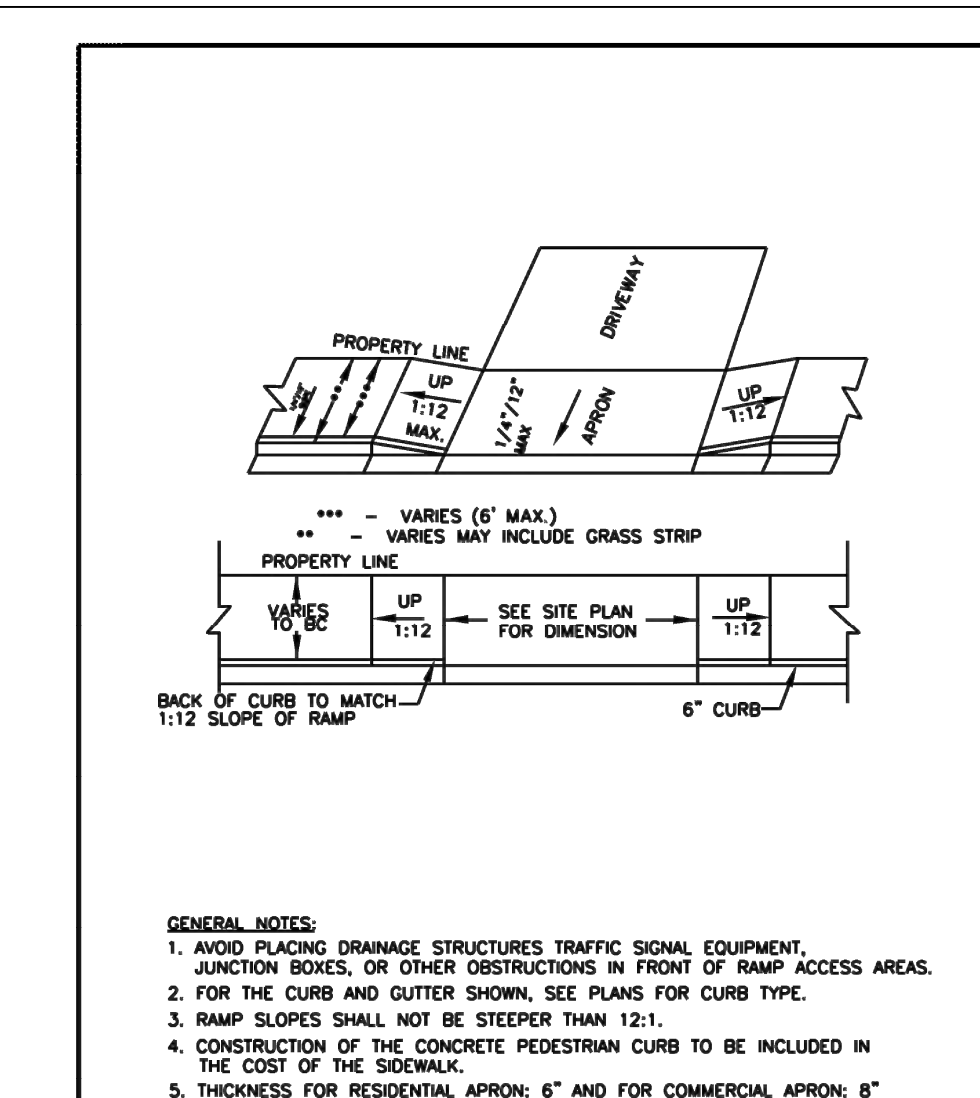 DRIVEWAY
PROPERTY LINE
UP
1:12
MAX.
1/4"/12"
MAX
APRON
UP
1:12
••• – VARIES (6' MAX.)
•• – VARIES MAY INCLUDE GRASS STRIP
PROPERTY LINE
VARIES
TO BC
UP
1:12
SEE SITE PLAN
FOR DIMENSION
UP
1:12
BACK OF CURB TO MATCH
1:12 SLOPE OF RAMP
6" CURB
GENERAL NOTES:
1. AVOID PLACING DRAINAGE STRUCTURES TRAFFIC SIGNAL EQUIPMENT,
JUNCTION BOXES, OR OTHER OBSTRUCTIONS IN FRONT OF RAMP ACCESS AREAS.
2. FOR THE CURB AND GUTTER SHOWN, SEE PLANS FOR CURB TYPE.
3. RAMP SLOPES SHALL NOT BE STEEPER THAN 12:1.
4. CONSTRUCTION OF THE CONCRETE PEDESTRIAN CURB TO BE INCLUDED IN
THE COST OF THE SIDEWALK.
5. THICKNESS FOR RESIDENTIAL APRON: 6" AND FOR COMMERCIAL APRON: 8"